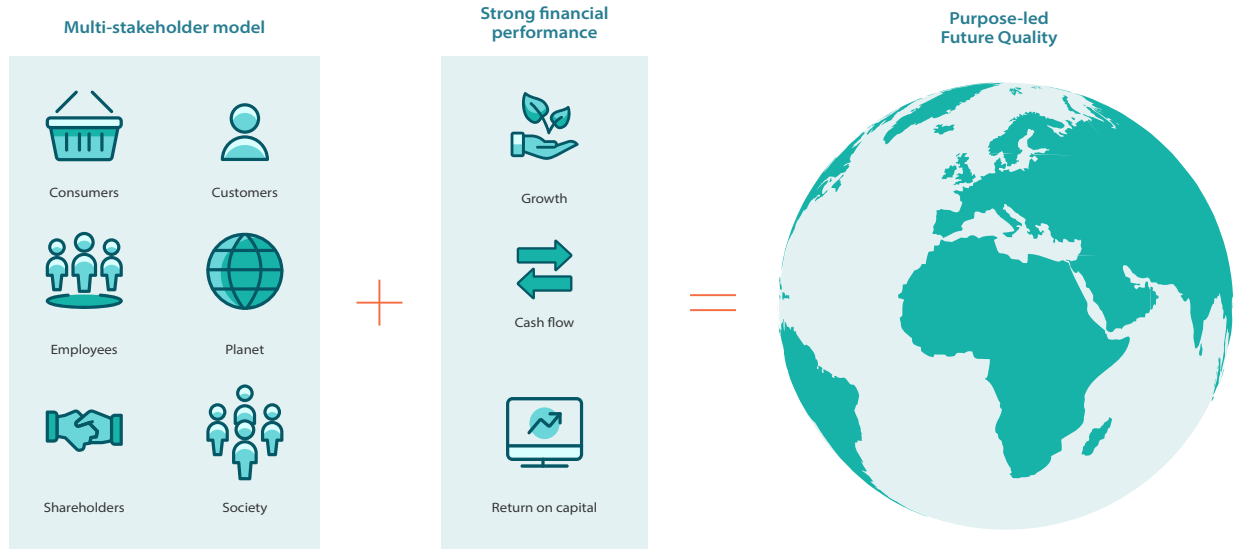 Multi-stakeholder model
Consumers
Customers
Employees
Planet
Shareholders
Society
Strong financial
performance
Growth
Cash flow
Return on capital
Purpose-led
Future Quality